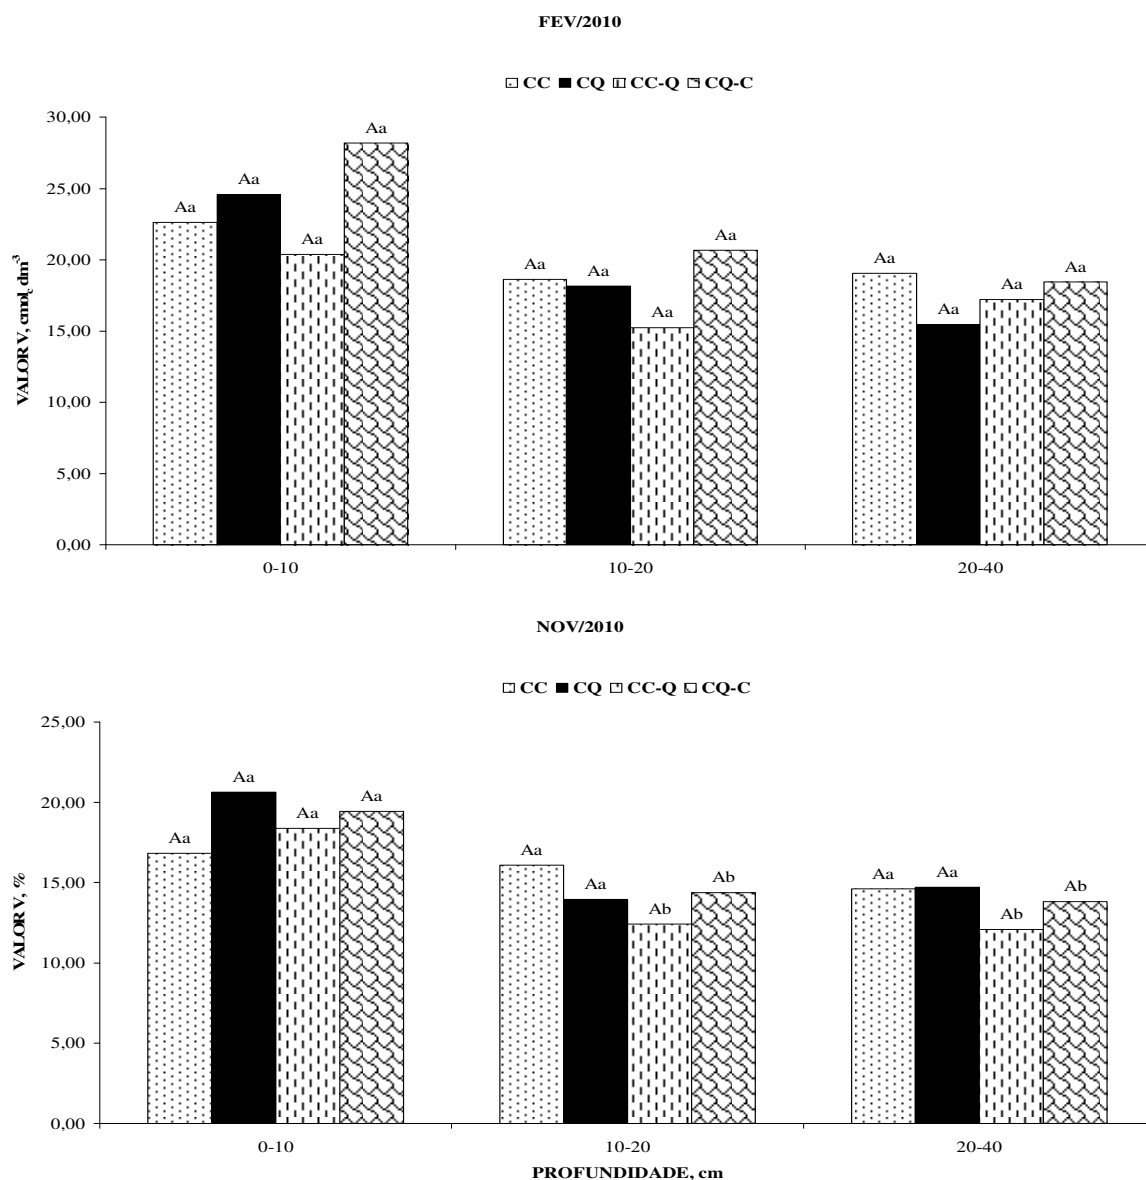 FEV/2010
CC CQ CC-Q CQ-C
VALOR V, cmolc dm-3
30,00
25,00
20,00
15,00
10,00
5,00
0,00
Aa Aa Aa Aa
Aa Aa Aa Aa
Aa Aa Aa Aa
0-10 10-20 20-40
NOV/2010
CC CQ CC-Q CQ-C
VALOR V, %
25,00
20,00
15,00
10,00
5,00
0,00
Aa Aa Aa Aa
Aa Aa Ab Ab
Aa Aa Ab Ab
0-10 10-20 20-40
PROFUNDIDADE, cm